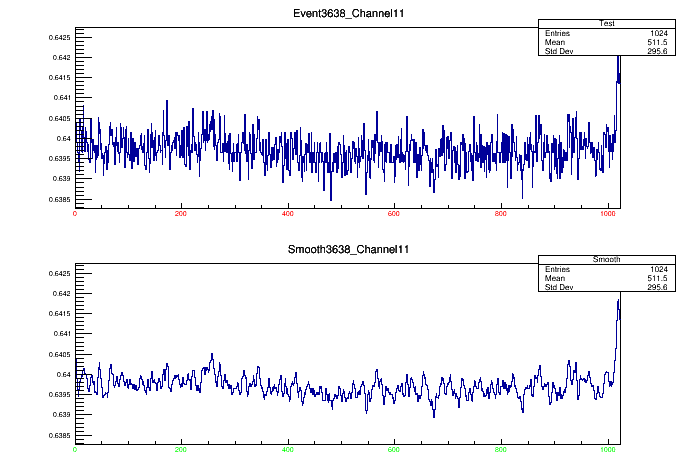 Event3638_Channel11
Test
Entries 1024
Mean 511.5
Std Dev 295.6
0.6425
0.642
0.6415
0.641
0.6405
0.64
0.6395
0.639
0.6385
0 200 400 600 800 1000
Smooth3638_Channel11
Smooth
Entries 1024
Mean 511.5
Std Dev 295.6
0.6425
0.642
0.6415
0.641
0.6405
0.64
0.6395
0.639
0.6385
0 200 400 600 800 1000